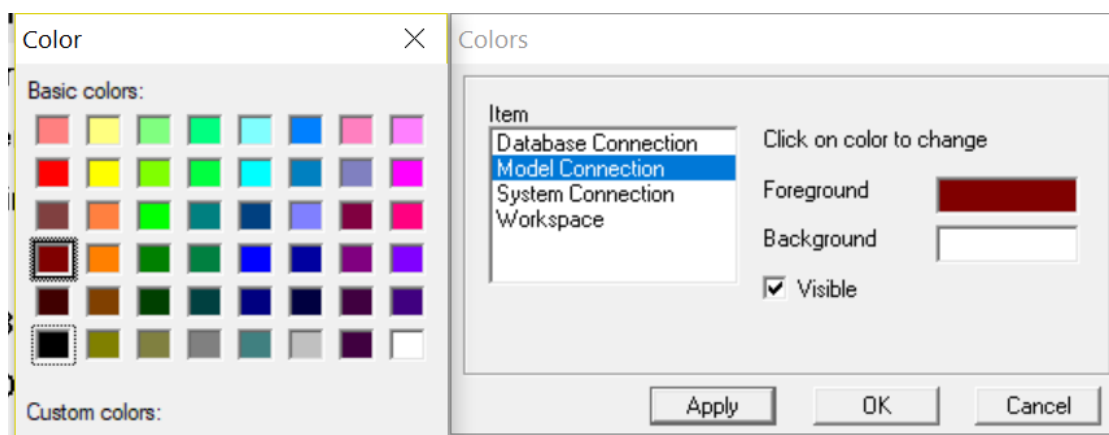 Color
Basic colors:
Custom colors:
Colors
Item
Database Connection
Model Connection
System Connection
Workspace
Click on color to change
Foreground
Background
Visible
Apply
OK
Cancel